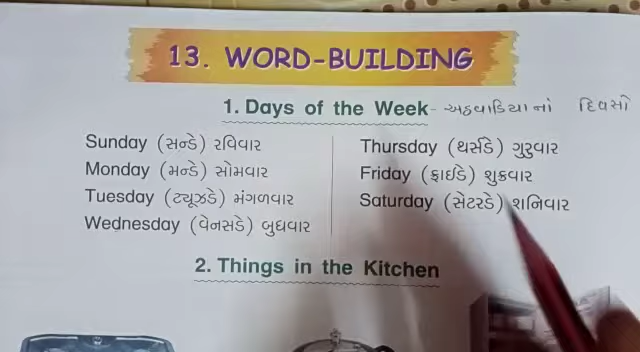 13. WORD-BUILDING
1. Days of the Week - અઠવાડિયાનાં દિવસો
Sunday (સન્ડે) રવિવાર
Monday (મન્ડે) સોમવાર
Tuesday (ટ્યૂઝડે) મંગળવાર
Wednesday (વેનસડે) બુધવાર
Thursday (થર્સડે) ગુરુવાર
Friday (ફ્રાઈડે) શુક્રવાર
Saturday (સેટરડે) શનિવાર
2. Things in the Kitchen